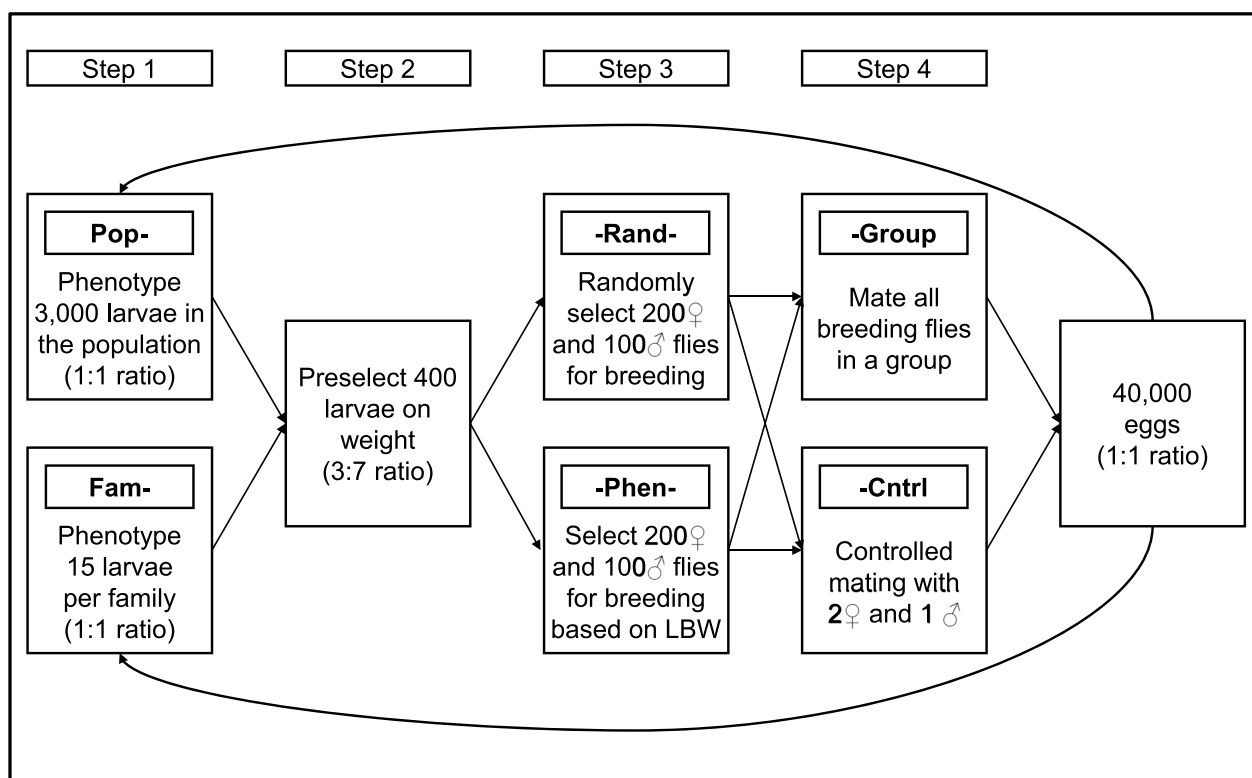 Step 1
Step 2
Step 3
Step 4
Pop-
Phenotype
3,000 larvae in
the population
(1:1 ratio)
Fam-
Phenotype
15 larvae
per family
(1:1 ratio)
Preselect 400
larvae on
weight
(3:7 ratio)
-Rand-
Randomly
select 200♀
and 100♂ flies
for breeding
-Phen-
Select 200♀
and 100♂ flies
for breeding
based on LBW
-Group
Mate all
breeding flies
in a group
-Cntrl
Controlled
mating with
2♀ and 1 ♂
40,000
eggs
(1:1 ratio)